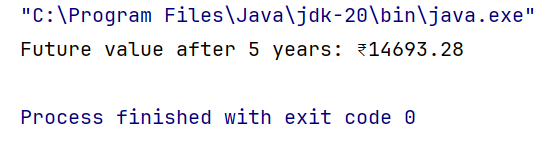 "C:\Program Files\Java\jdk-20\bin\java.exe"
Future value after 5 years: ₹14693.28
Process finished with exit code 0